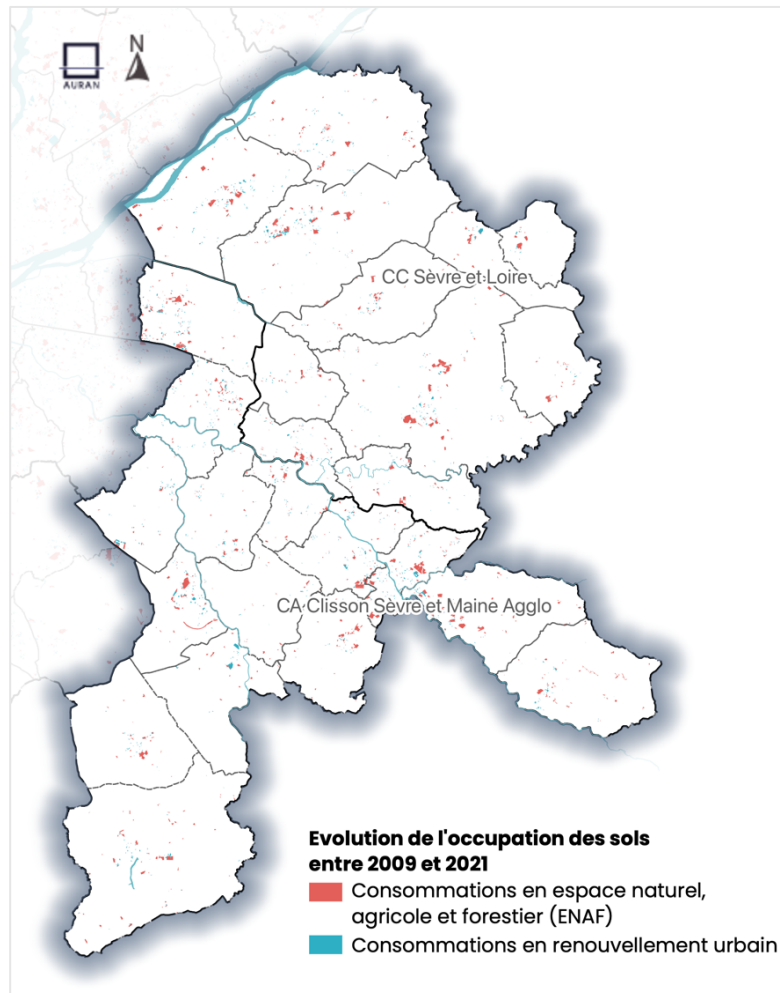 N
AURAN
CC Sèvre et Loire
CA Clisson Sèvre et Maine Agglo
Evolution de l'occupation des sols
entre 2009 et 2021
Consommations en espace naturel,
agricole et forestier (ENAF)
Consommations en renouvellement urbain